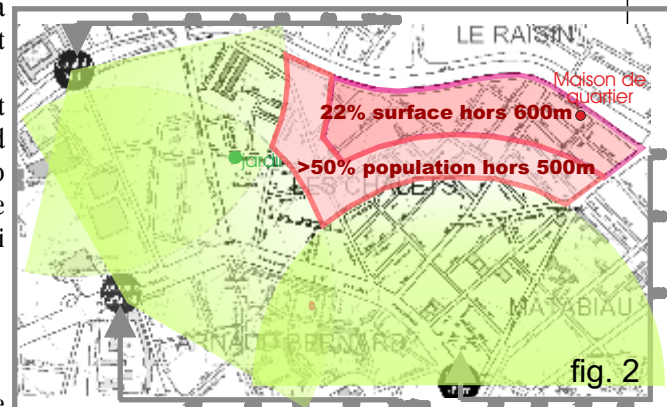 a
t
LE RAISIN
Maison de
quartier
22% surface hors 600m
t
d
jardin
>50% population hors 500m
o
LES CHALETS
e
i
MATABIAU
ARNAUD BERNARD
fig. 2
e